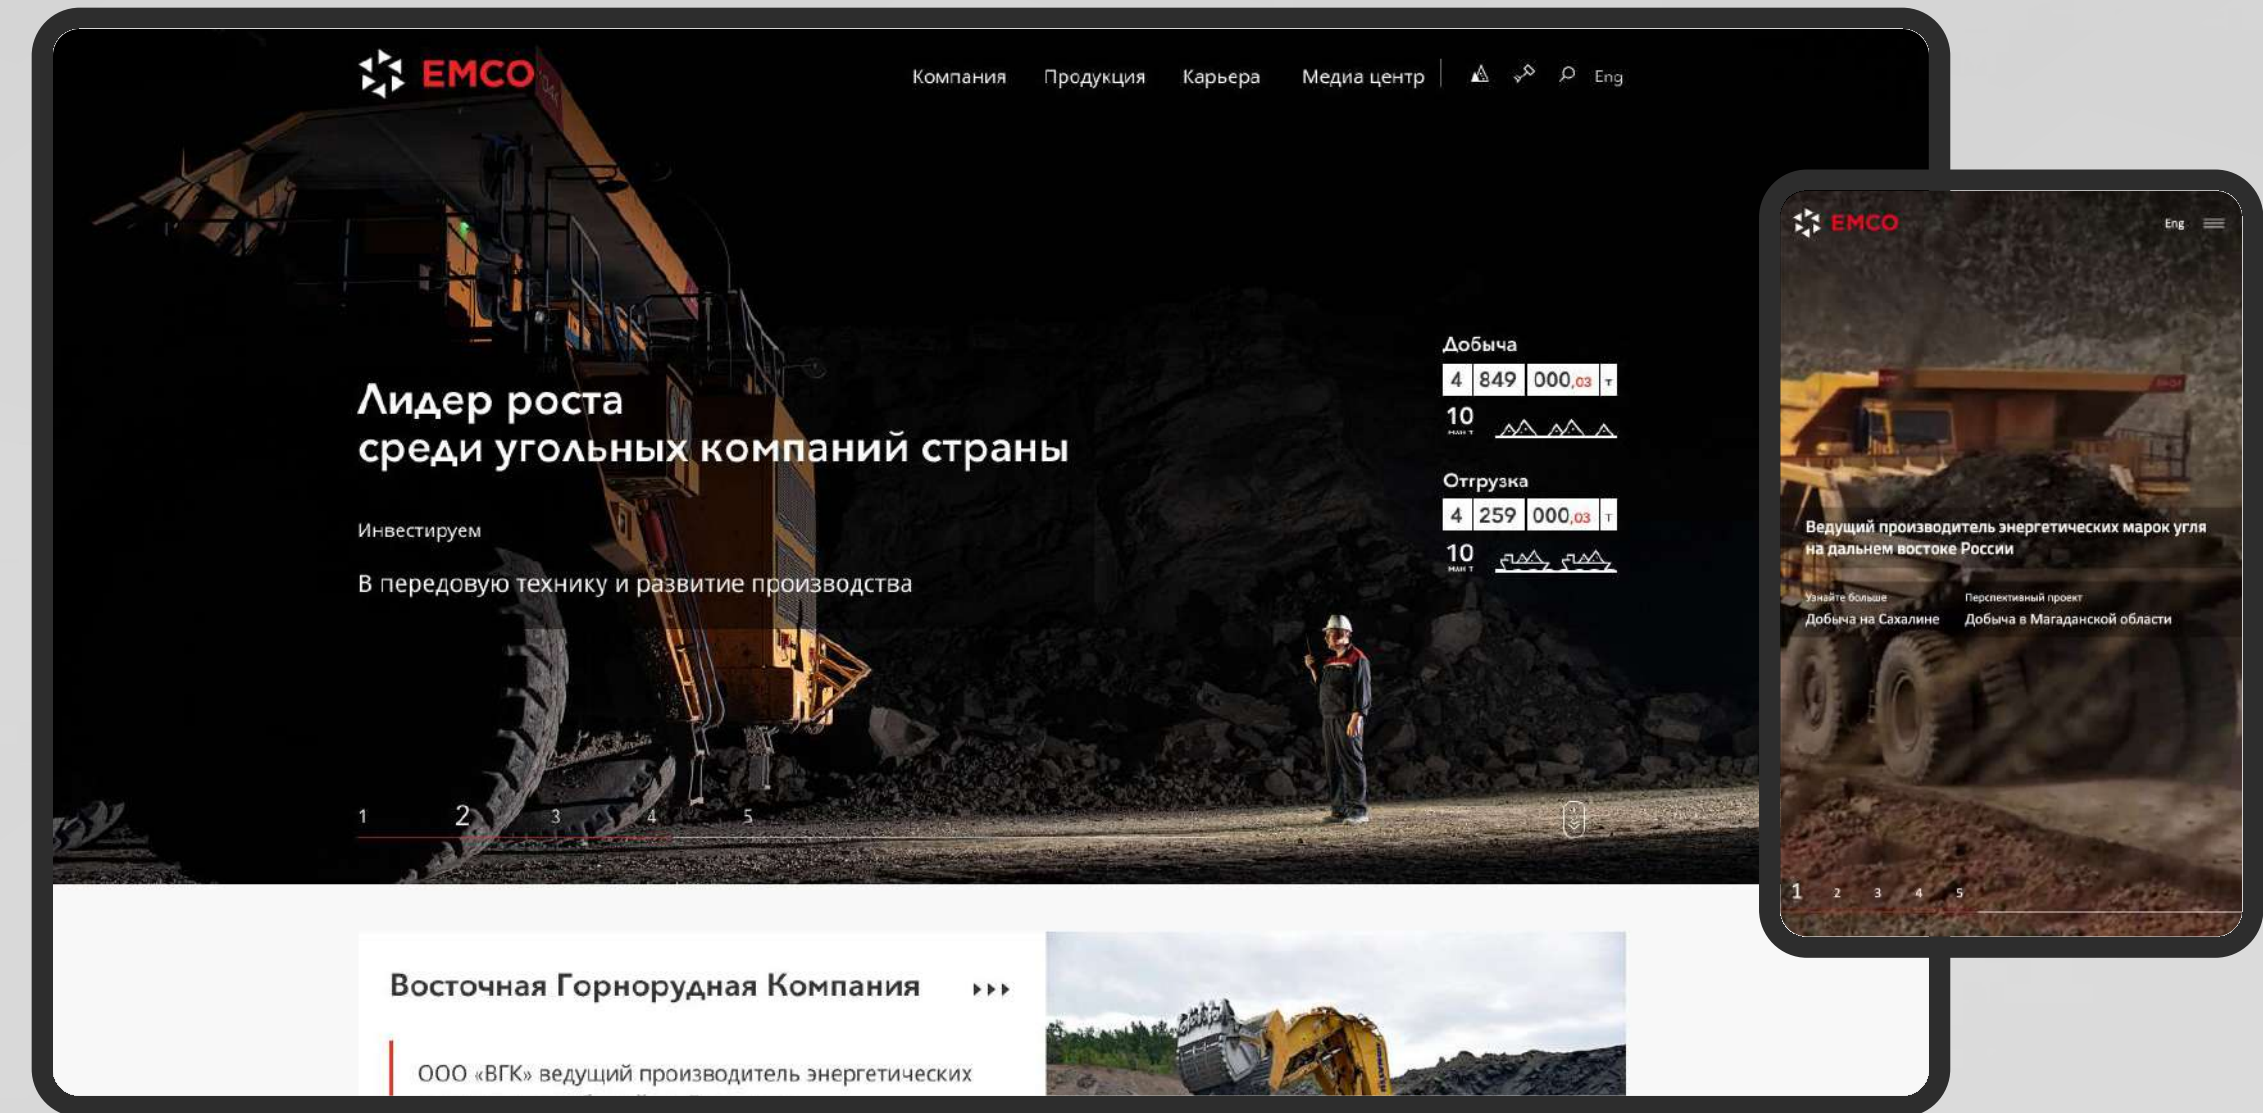 EMCO
Компания Продукция Карьера Медиа центр Eng
Лидер роста
среди угольных компаний страны
Инвестируем
В передовую технику и развитие производства
Добыча
4 849 000,03 т
10
млн т
Отгрузка
4 259 000,03 т
10
млн т
1 2 3 4 5
Восточная Горнорудная Компания
ООО «ВГК» ведущий производитель энергетических
EMCO Eng
Ведущий производитель энергетических марок угля
на дальнем востоке России
Узнайте больше Перспективный проект
Добыча на Сахалине Добыча в Магаданской области
1 2 3 4 5